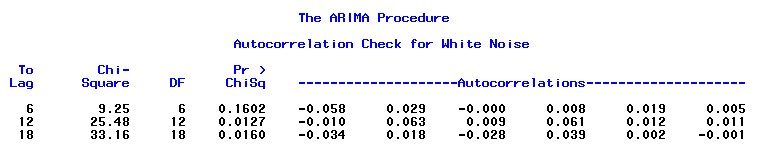 The ARIMA Procedure
Autocorrelation Check for White Noise
To Chi- Pr >
Lag Square DF ChiSq --------------------Autocorrelations--------------------
6 9.25 6 0.1602 -0.058 0.029 -0.000 0.008 0.019 0.005
12 25.48 12 0.0127 -0.010 0.063 0.009 0.061 0.012 0.011
18 33.16 18 0.0160 -0.034 0.018 -0.028 0.039 0.002 -0.001